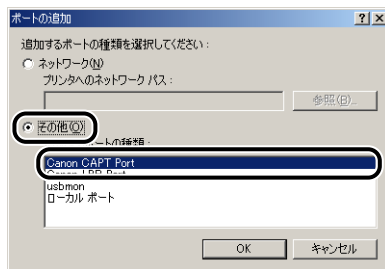 ポートの追加
追加するポートの種類を選択してください：
ネットワーク(N)
プリンタへのネットワーク パス：
参照(B)...
その他(O)
ートの種類：
Canon CAPT Port
usbmon
ローカル ポート
OK
キャンセル